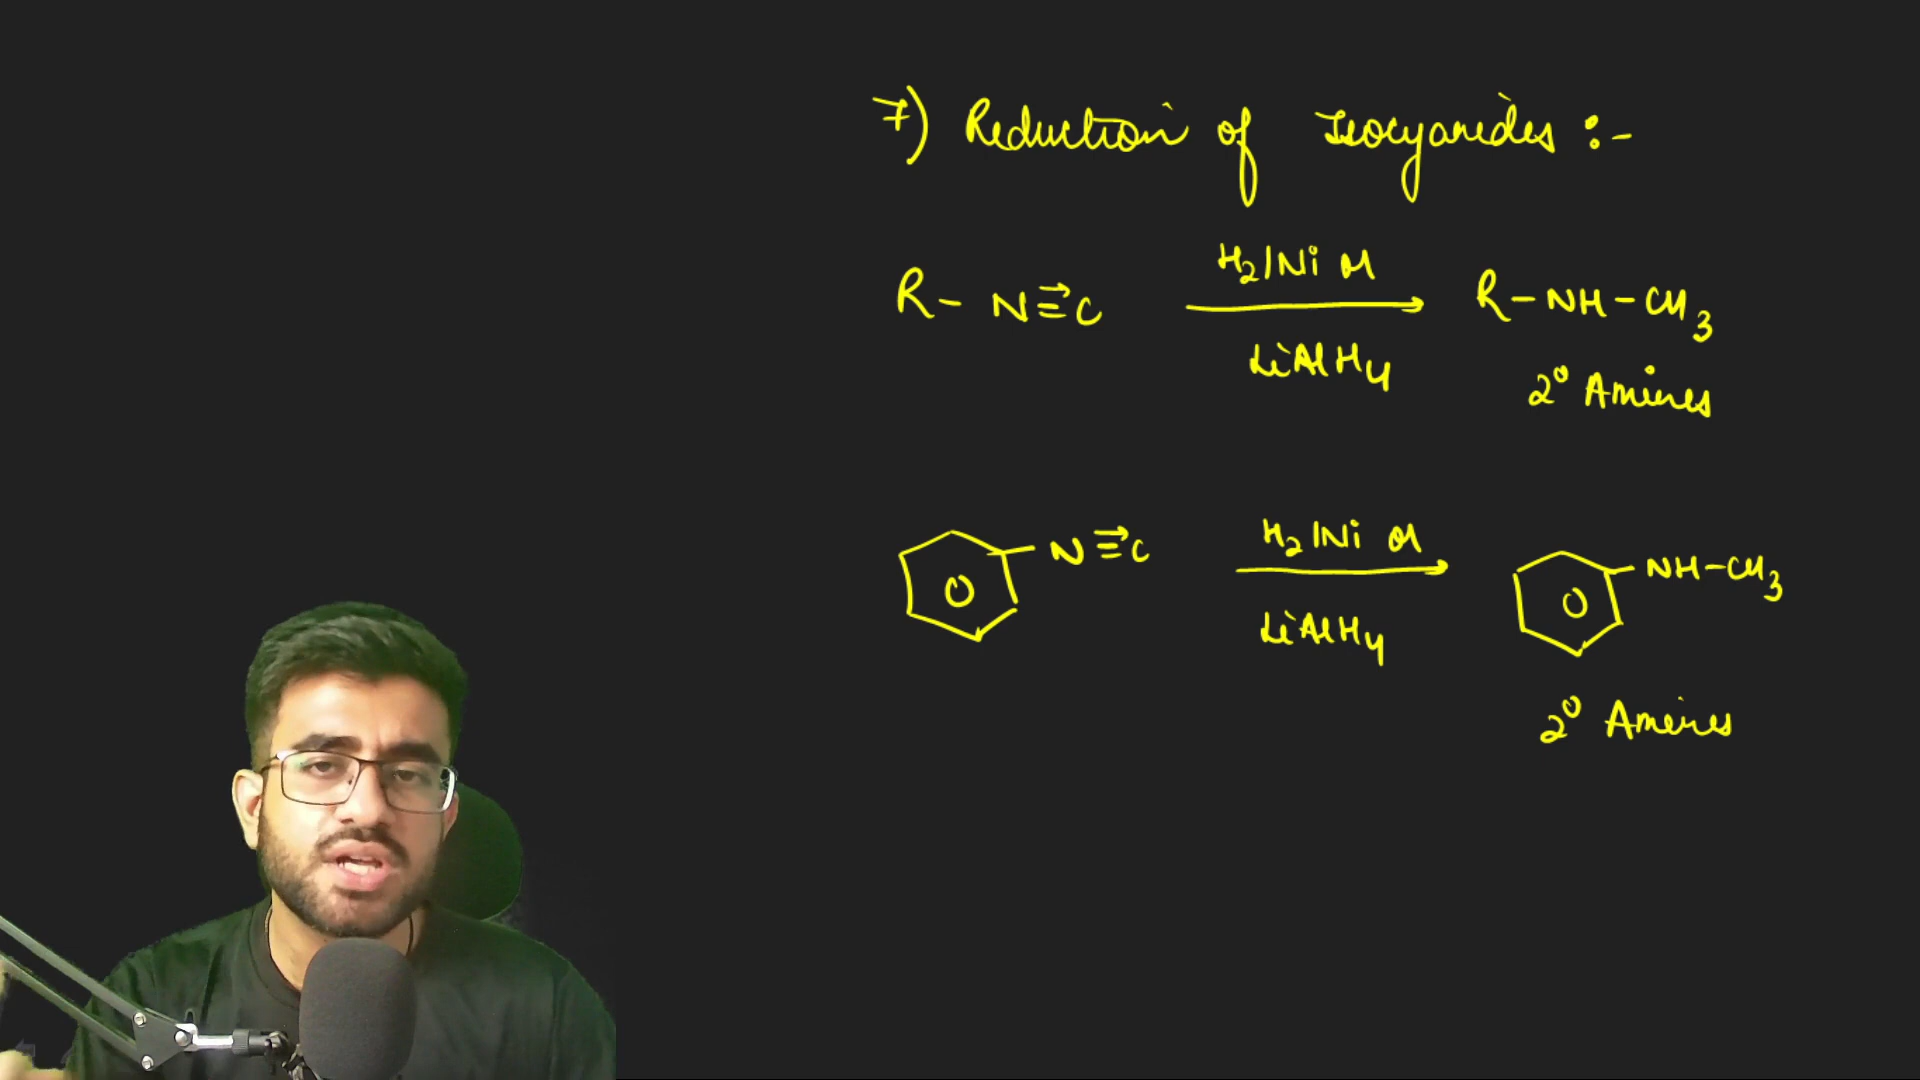 7) Reduction of Isocyanides :-
H2/Ni or
R - N≡C → R - NH - CH3
LiAlH4
2° Amines
H2/Ni or
N≡C → NH - CH3
LiAlH4
2° Amines